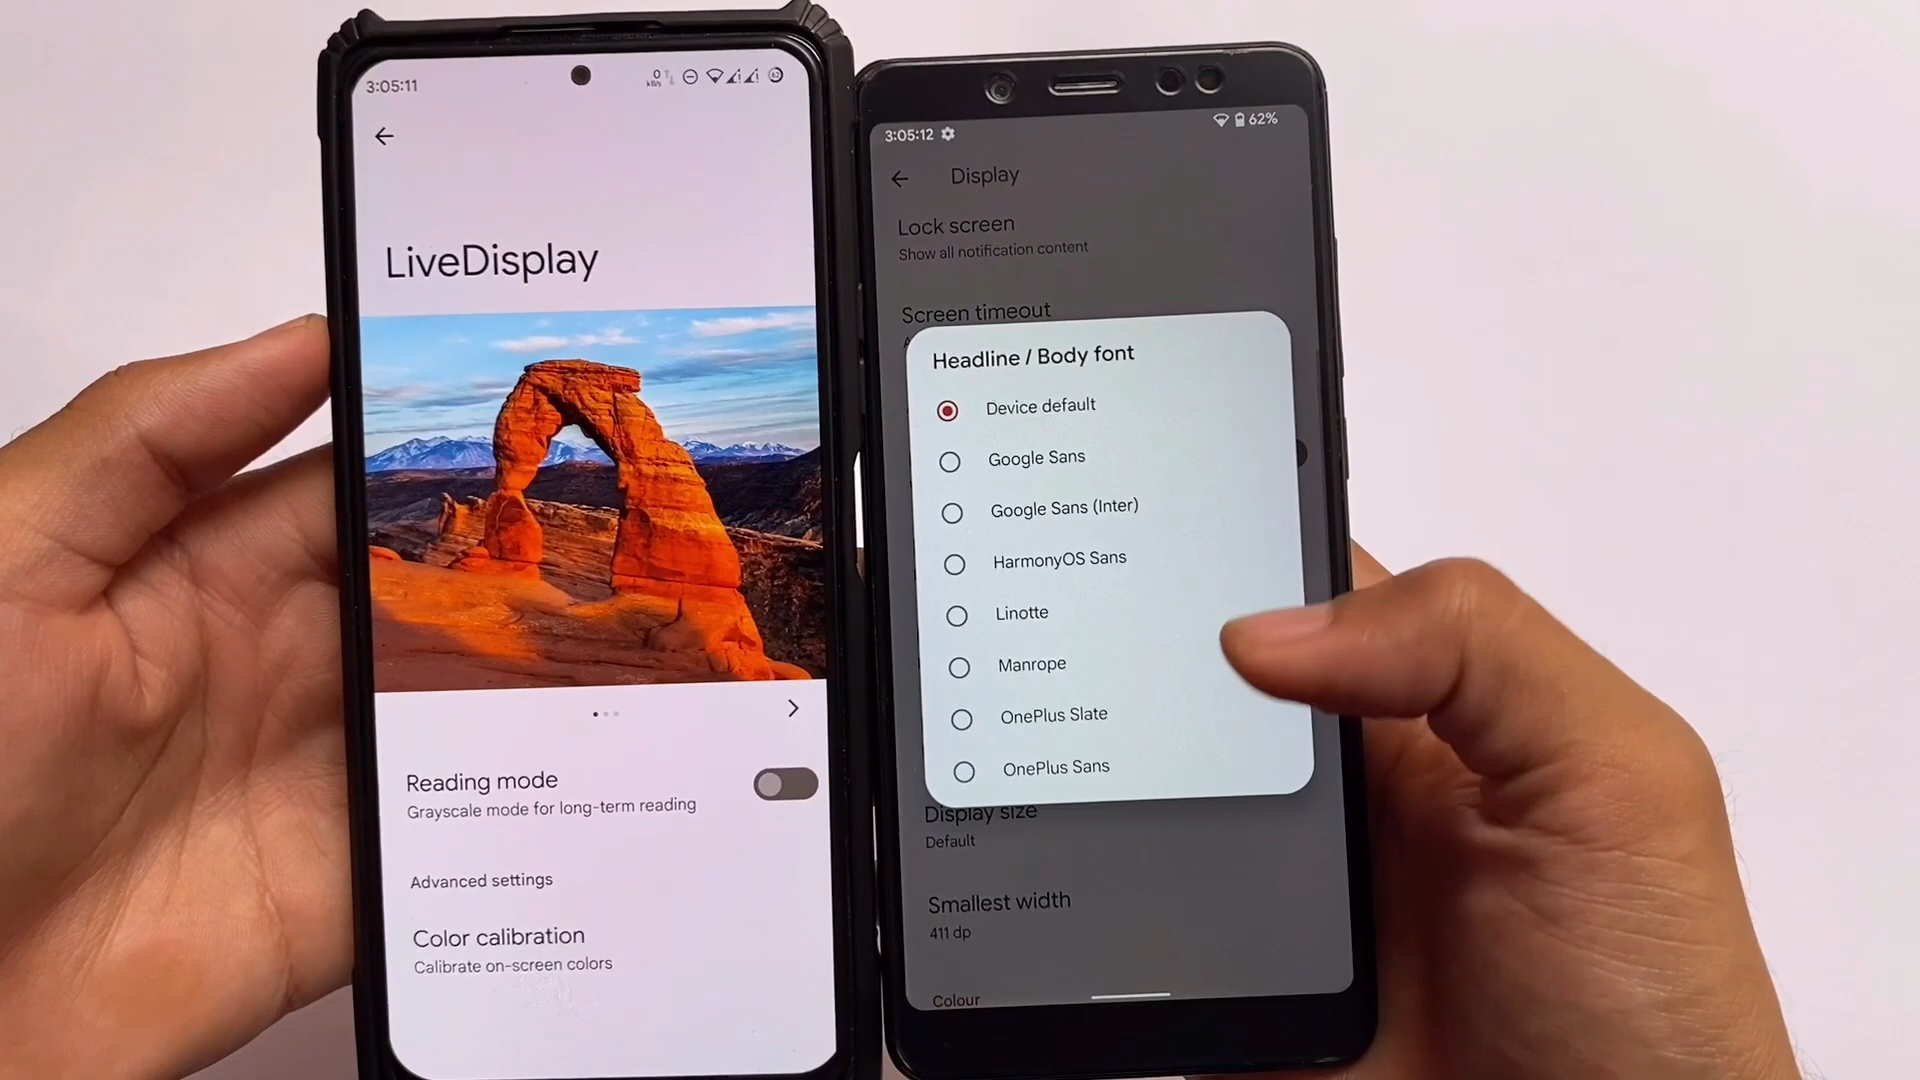 3:05:11
0
kB/s
63
LiveDisplay
Reading mode
Grayscale mode for long-term reading
Advanced settings
Color calibration
Calibrate on-screen colors
3:05:12
62%
Display
Lock screen
Show all notification content
Screen timeout
Headline / Body font
Device default
Google Sans
Google Sans (Inter)
HarmonyOS Sans
Linotte
Manrope
OnePlus Slate
OnePlus Sans
Display size
Default
Smallest width
411 dp
Colour